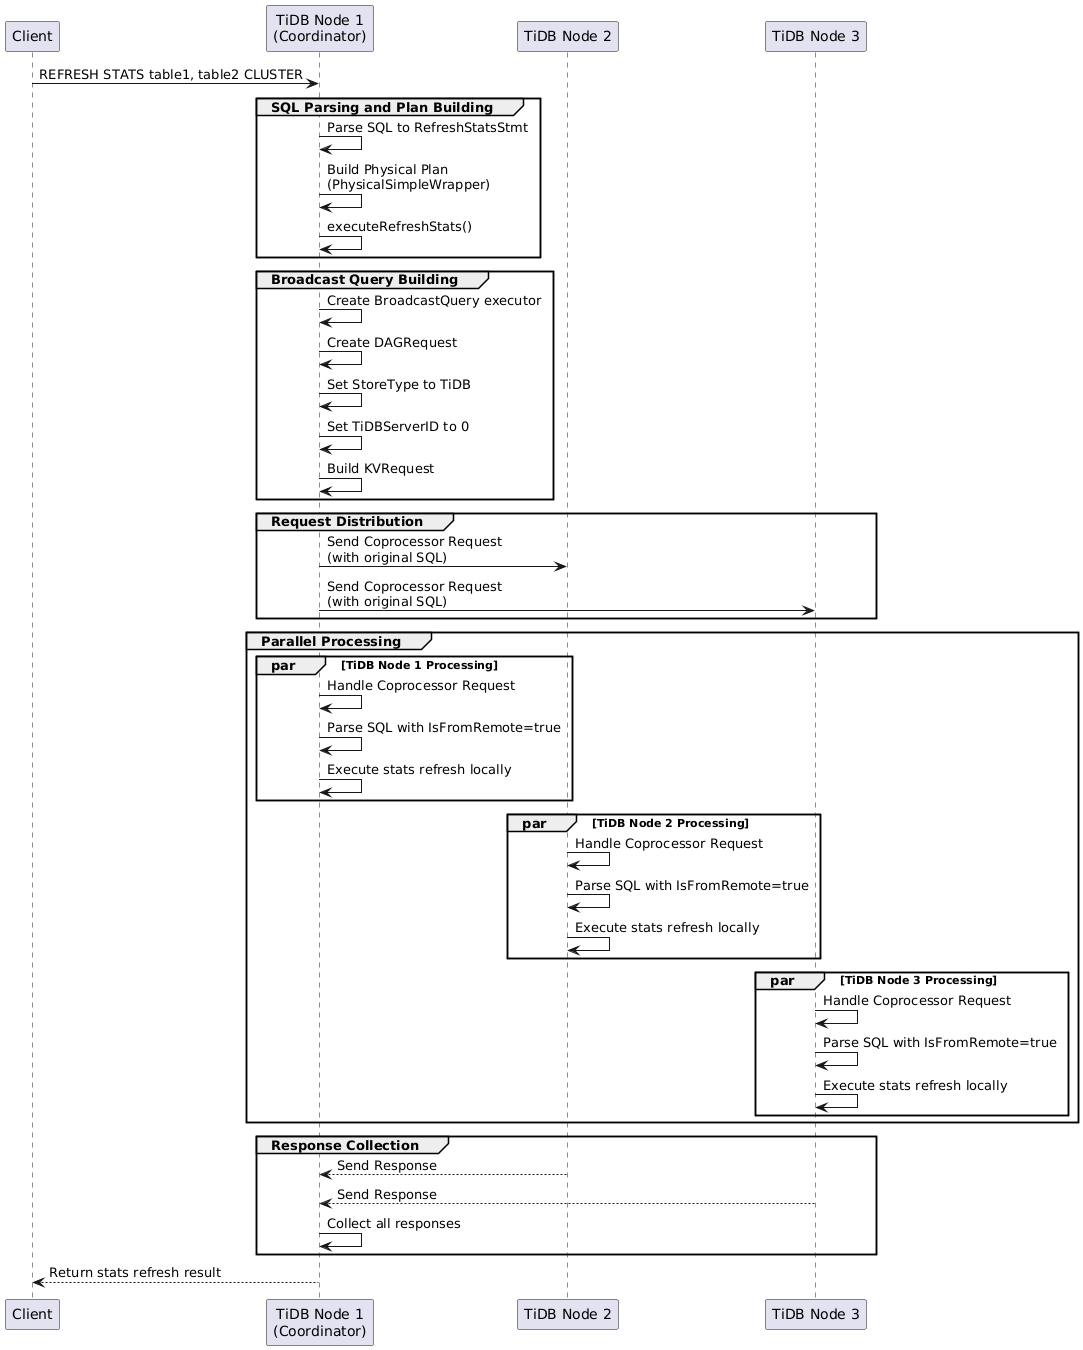 Client
TiDB Node 1
(Coordinator)
TiDB Node 2
TiDB Node 3
REFRESH STATS table1, table2 CLUSTER
SQL Parsing and Plan Building
Parse SQL to RefreshStatsStmt
Build Physical Plan
(PhysicalSimpleWrapper)
executeRefreshStats()
Broadcast Query Building
Create BroadcastQuery executor
Create DAGRequest
Set StoreType to TiDB
Set TiDBServerID to 0
Build KVRequest
Request Distribution
Send Coprocessor Request
(with original SQL)
Send Coprocessor Request
(with original SQL)
Parallel Processing
par [TiDB Node 1 Processing]
Handle Coprocessor Request
Parse SQL with IsFromRemote=true
Execute stats refresh locally
par [TiDB Node 2 Processing]
Handle Coprocessor Request
Parse SQL with IsFromRemote=true
Execute stats refresh locally
par [TiDB Node 3 Processing]
Handle Coprocessor Request
Parse SQL with IsFromRemote=true
Execute stats refresh locally
Response Collection
Send Response
Send Response
Collect all responses
Return stats refresh result
Client
TiDB Node 1
(Coordinator)
TiDB Node 2
TiDB Node 3